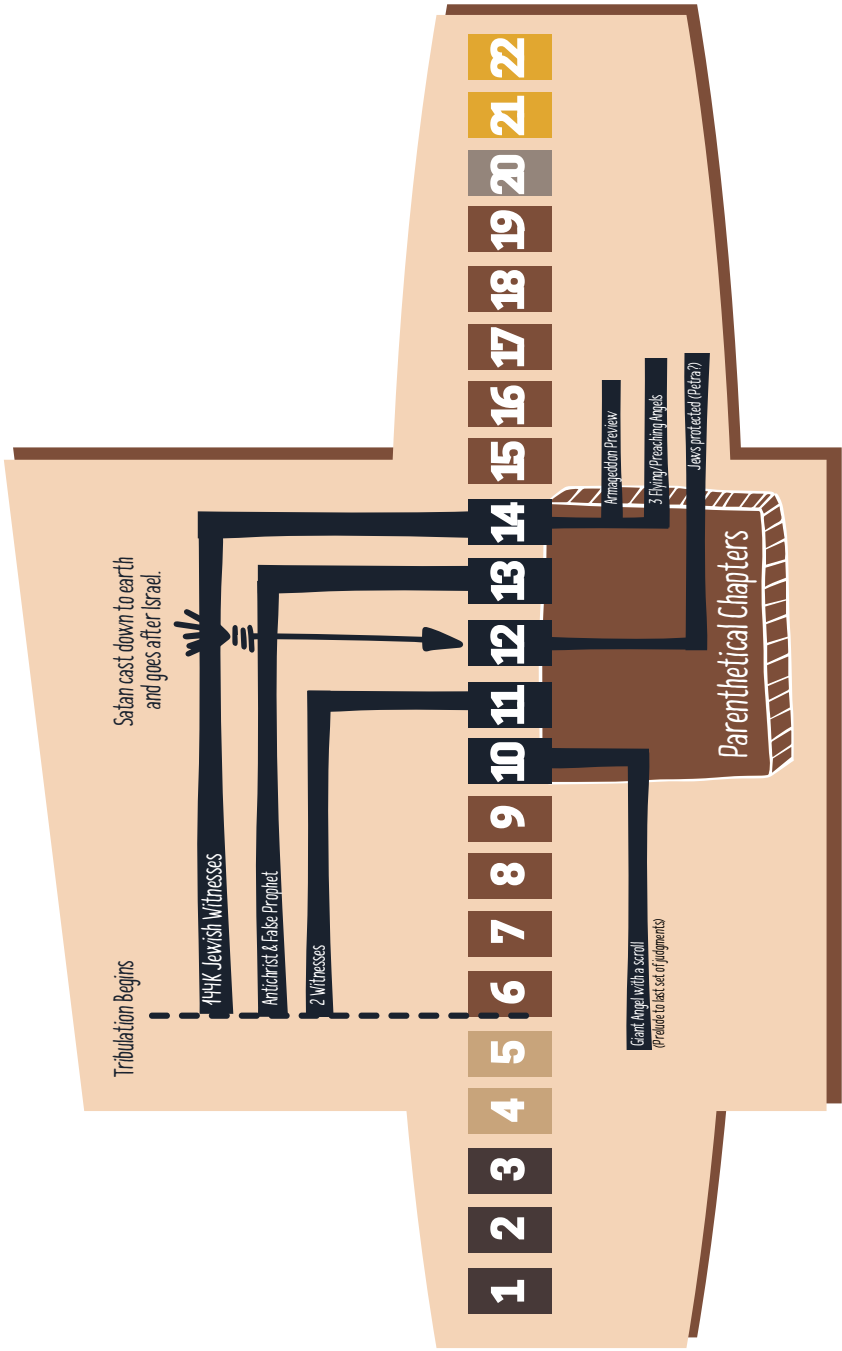 Tribulation Begins
Satan cast down to earth
and goes after Israel.
144K Jewish Witnesses
Antichrist & False Prophet
2 Witnesses
1 2 3 4 5 6 7 8 9 10 11 12 13 14 15 16 17 18 19 20 21 22
Armageddon Preview
Giant Angel with a scroll
(Prelude to last set of judgments)
3 Flying/Preaching Angels
Jews protected (Petra?)
Parenthetical Chapters